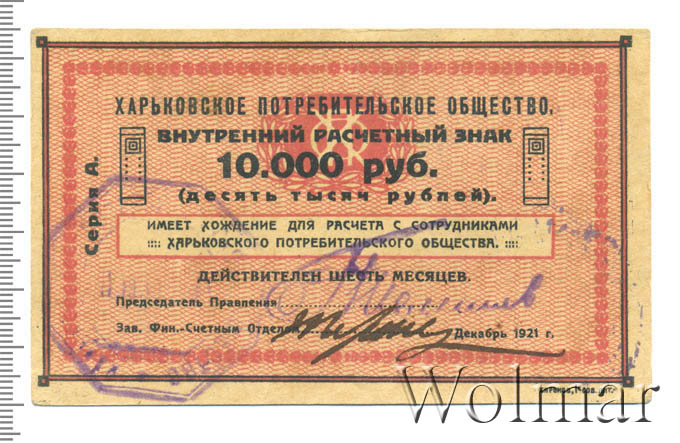 ХАРЬКОВСКОЕ ПОТРЕБИТЕЛЬСКОЕ ОБЩЕСТВО.
ВНУТРЕННИЙ РАСЧЕТНЫЙ ЗНАК
10.000 руб.
(десять тысяч рублей).
Серия А.
ИМЕЕТ ХОЖДЕНИЕ ДЛЯ РАСЧЕТА С СОТРУДНИКАМИ
:::: ХАРЬКОВСКОГО ПОТРЕБИТЕЛЬСКОГО ОБЩЕСТВА. ::::
ДЕЙСТВИТЕЛЕН ШЕСТЬ МЕСЯЦЕВ.
Председатель Правления
Зав. Фин.-Счетным Отделом
Декабрь 1921 г.
Wolmar